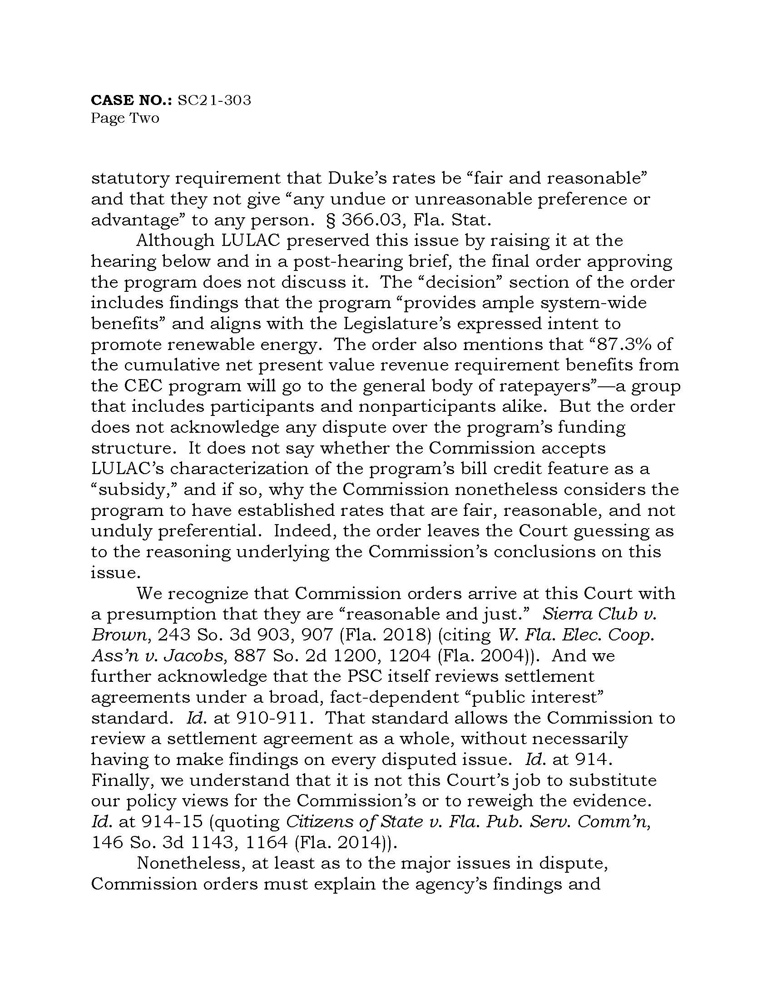 CASE NO.: SC21-303
Page Two
statutory requirement that Duke’s rates be “fair and reasonable”
and that they not give “any undue or unreasonable preference or
advantage” to any person.  § 366.03, Fla. Stat.
Although LULAC preserved this issue by raising it at the
hearing below and in a post-hearing brief, the final order approving
the program does not discuss it.  The “decision” section of the order
includes findings that the program “provides ample system-wide
benefits” and aligns with the Legislature’s expressed intent to
promote renewable energy.  The order also mentions that “87.3% of
the cumulative net present value revenue requirement benefits from
the CEC program will go to the general body of ratepayers”—a group
that includes participants and nonparticipants alike.  But the order
does not acknowledge any dispute over the program’s funding
structure.  It does not say whether the Commission accepts
LULAC’s characterization of the program’s bill credit feature as a
“subsidy,” and if so, why the Commission nonetheless considers the
program to have established rates that are fair, reasonable, and not
unduly preferential.  Indeed, the order leaves the Court guessing as
to the reasoning underlying the Commission’s conclusions on this
issue.
We recognize that Commission orders arrive at this Court with
a presumption that they are “reasonable and just.”  Sierra Club v.
Brown, 243 So. 3d 903, 907 (Fla. 2018) (citing W. Fla. Elec. Coop.
Ass’n v. Jacobs, 887 So. 2d 1200, 1204 (Fla. 2004)).  And we
further acknowledge that the PSC itself reviews settlement
agreements under a broad, fact-dependent “public interest”
standard.  Id. at 910-911.  That standard allows the Commission to
review a settlement agreement as a whole, without necessarily
having to make findings on every disputed issue.  Id. at 914.
Finally, we understand that it is not this Court’s job to substitute
our policy views for the Commission’s or to reweigh the evidence.
Id. at 914-15 (quoting Citizens of State v. Fla. Pub. Serv. Comm’n,
146 So. 3d 1143, 1164 (Fla. 2014)).
Nonetheless, at least as to the major issues in dispute,
Commission orders must explain the agency’s findings and